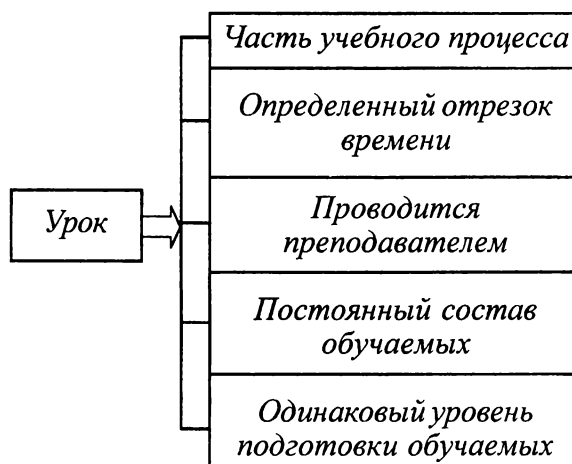 Урок
Часть учебного процесса
Определенный отрезок
времени
Проводится
преподавателем
Постоянный состав
обучаемых
Одинаковый уровень
подготовки обучаемых